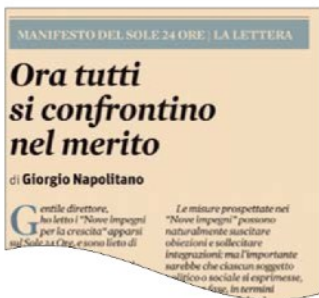 MANIFESTO DEL SOLE 24 ORE | LA LETTERA
Ora tutti
si confrontino
nel merito
di Giorgio Napolitano
Gentile direttore,
ho letto i "Nove impegni
per la crescita" apparsi
sul Sole 24 Ore, e sono lieto di
Le misure prospettate nei
"Nove impegni" possono
naturalmente suscitare
obiezioni e sollecitare
integrazioni: ma l'importante
sarebbe che ciascun soggetto
politico o sociale si esprimesse,
fase, in termini